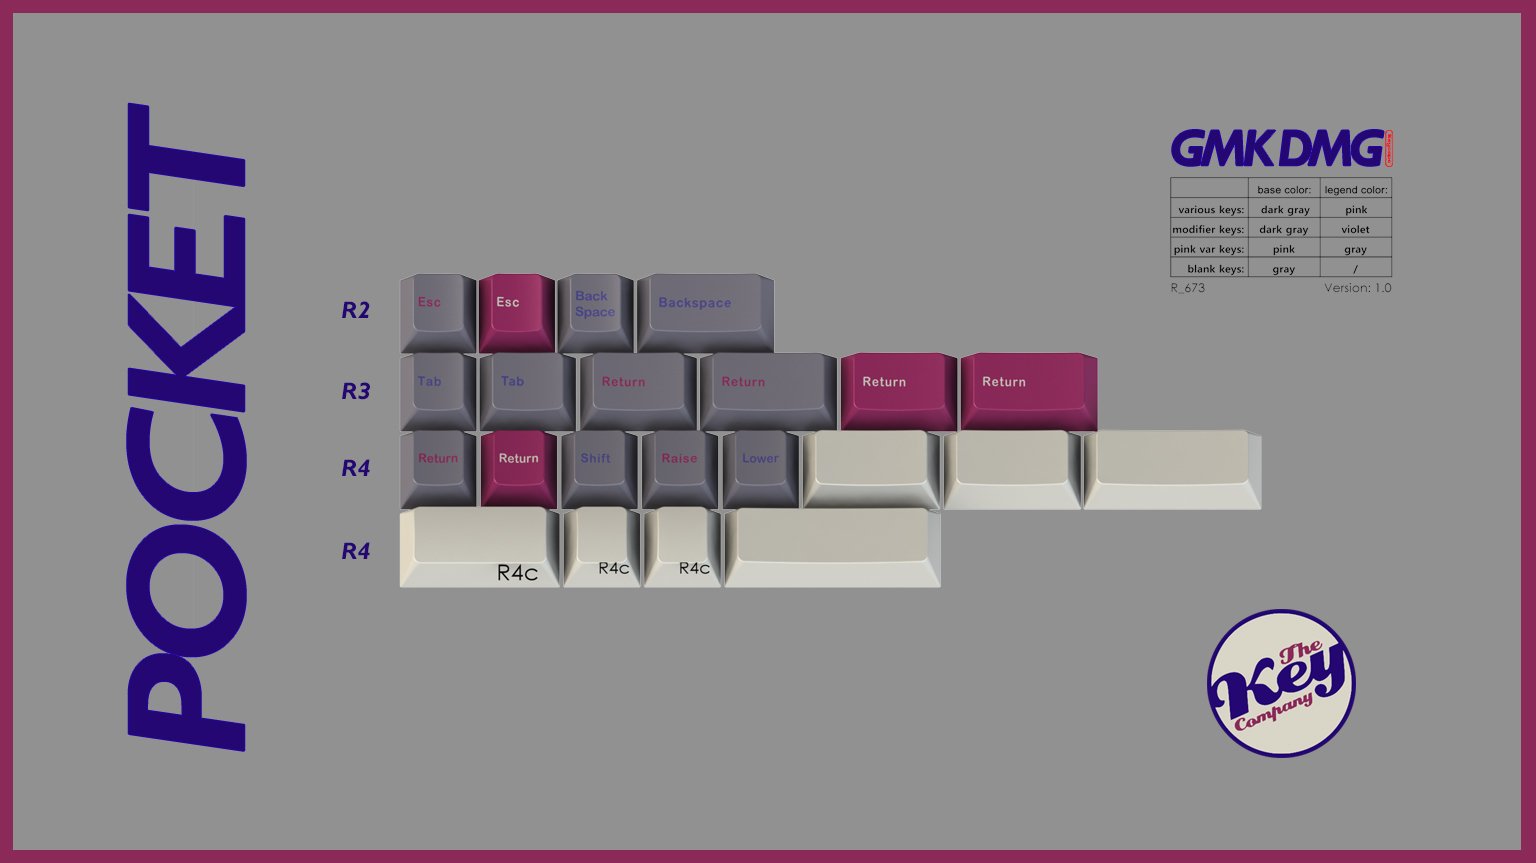 POCKET
GMK DMG
base color: legend color:
various keys: dark gray pink
modifier keys: dark gray violet
pink var keys: pink gray
blank keys: gray /
R_673 Version: 1.0
R2 Esc Esc Back Space Backspace
R3 Tab Tab Return Return Return Return
R4 Return Return Shift Raise Lower
R4 R4c R4c R4c
The
Key
Company